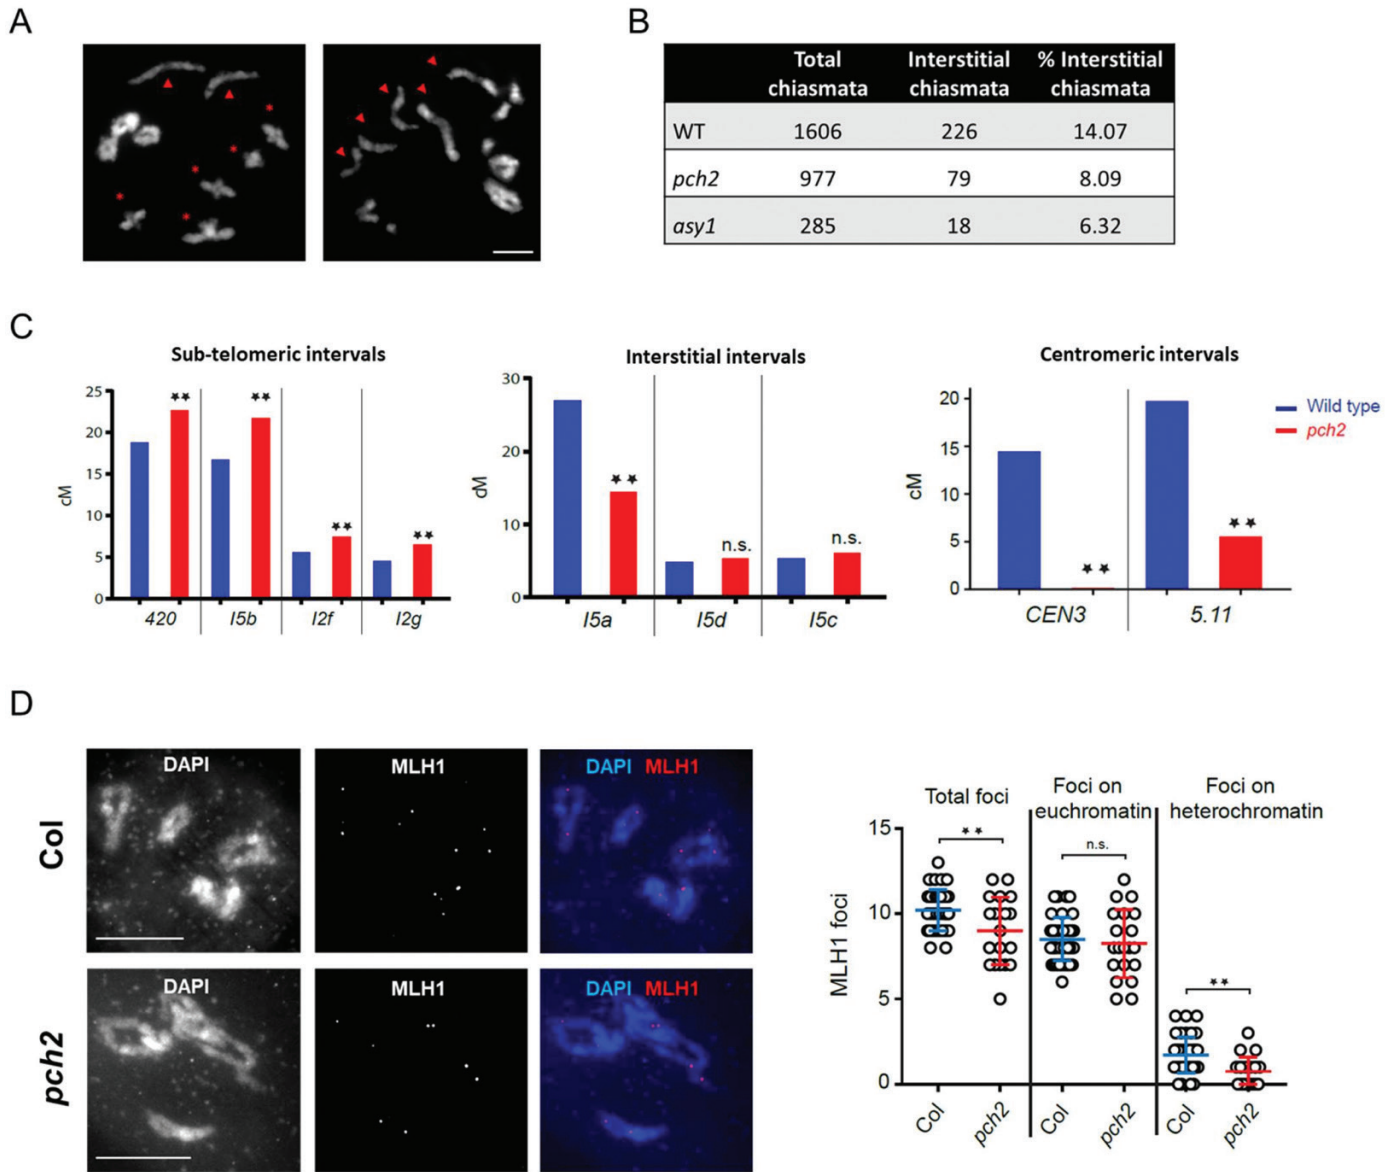 A
B
Total chiasmata
Interstitial chiasmata
% Interstitial chiasmata
WT 1606 226 14.07
pch2 977 79 8.09
asy1 285 18 6.32
C
Sub-telomeric intervals
25
20
15
10
5
0
cM
★★ ★★ ★★ ★★
420 I5b I2f I2g
Interstitial intervals
30
20
10
0
dM
★★ n.s. n.s.
I5a I5d I5c
Centromeric intervals
20
15
10
5
0
cM
★★ ★★
CEN3 5.11
Wild type
pch2
D
Col
DAPI MLH1 DAPI MLH1
pch2
DAPI MLH1 DAPI MLH1
Total foci
Foci on euchromatin
Foci on heterochromatin
15
10
5
0
MLH1 foci
★★ n.s. ★★
Col pch2 Col pch2 Col pch2